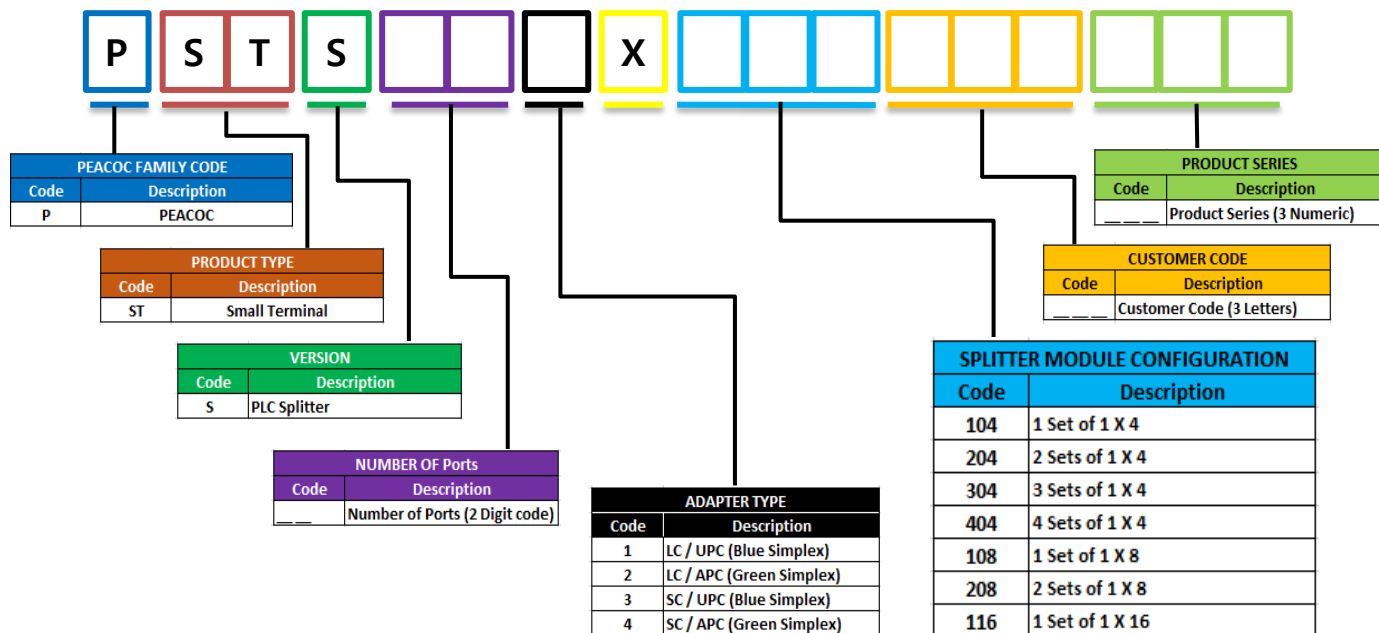 P S T S X
PEACOC FAMILY CODE
Code Description
P PEACOC
PRODUCT TYPE
Code Description
ST Small Terminal
VERSION
Code Description
S PLC Splitter
NUMBER OF Ports
Code Description
__ __ Number of Ports (2 Digit code)
ADAPTER TYPE
Code Description
1 LC / UPC (Blue Simplex)
2 LC / APC (Green Simplex)
3 SC / UPC (Blue Simplex)
4 SC / APC (Green Simplex)
SPLITTER MODULE CONFIGURATION
Code Description
104 1 Set of 1 X 4
204 2 Sets of 1 X 4
304 3 Sets of 1 X 4
404 4 Sets of 1 X 4
108 1 Set of 1 X 8
208 2 Sets of 1 X 8
116 1 Set of 1 X 16
CUSTOMER CODE
Code Description
__ __ __ Customer Code (3 Letters)
PRODUCT SERIES
Code Description
__ __ __ Product Series (3 Numeric)